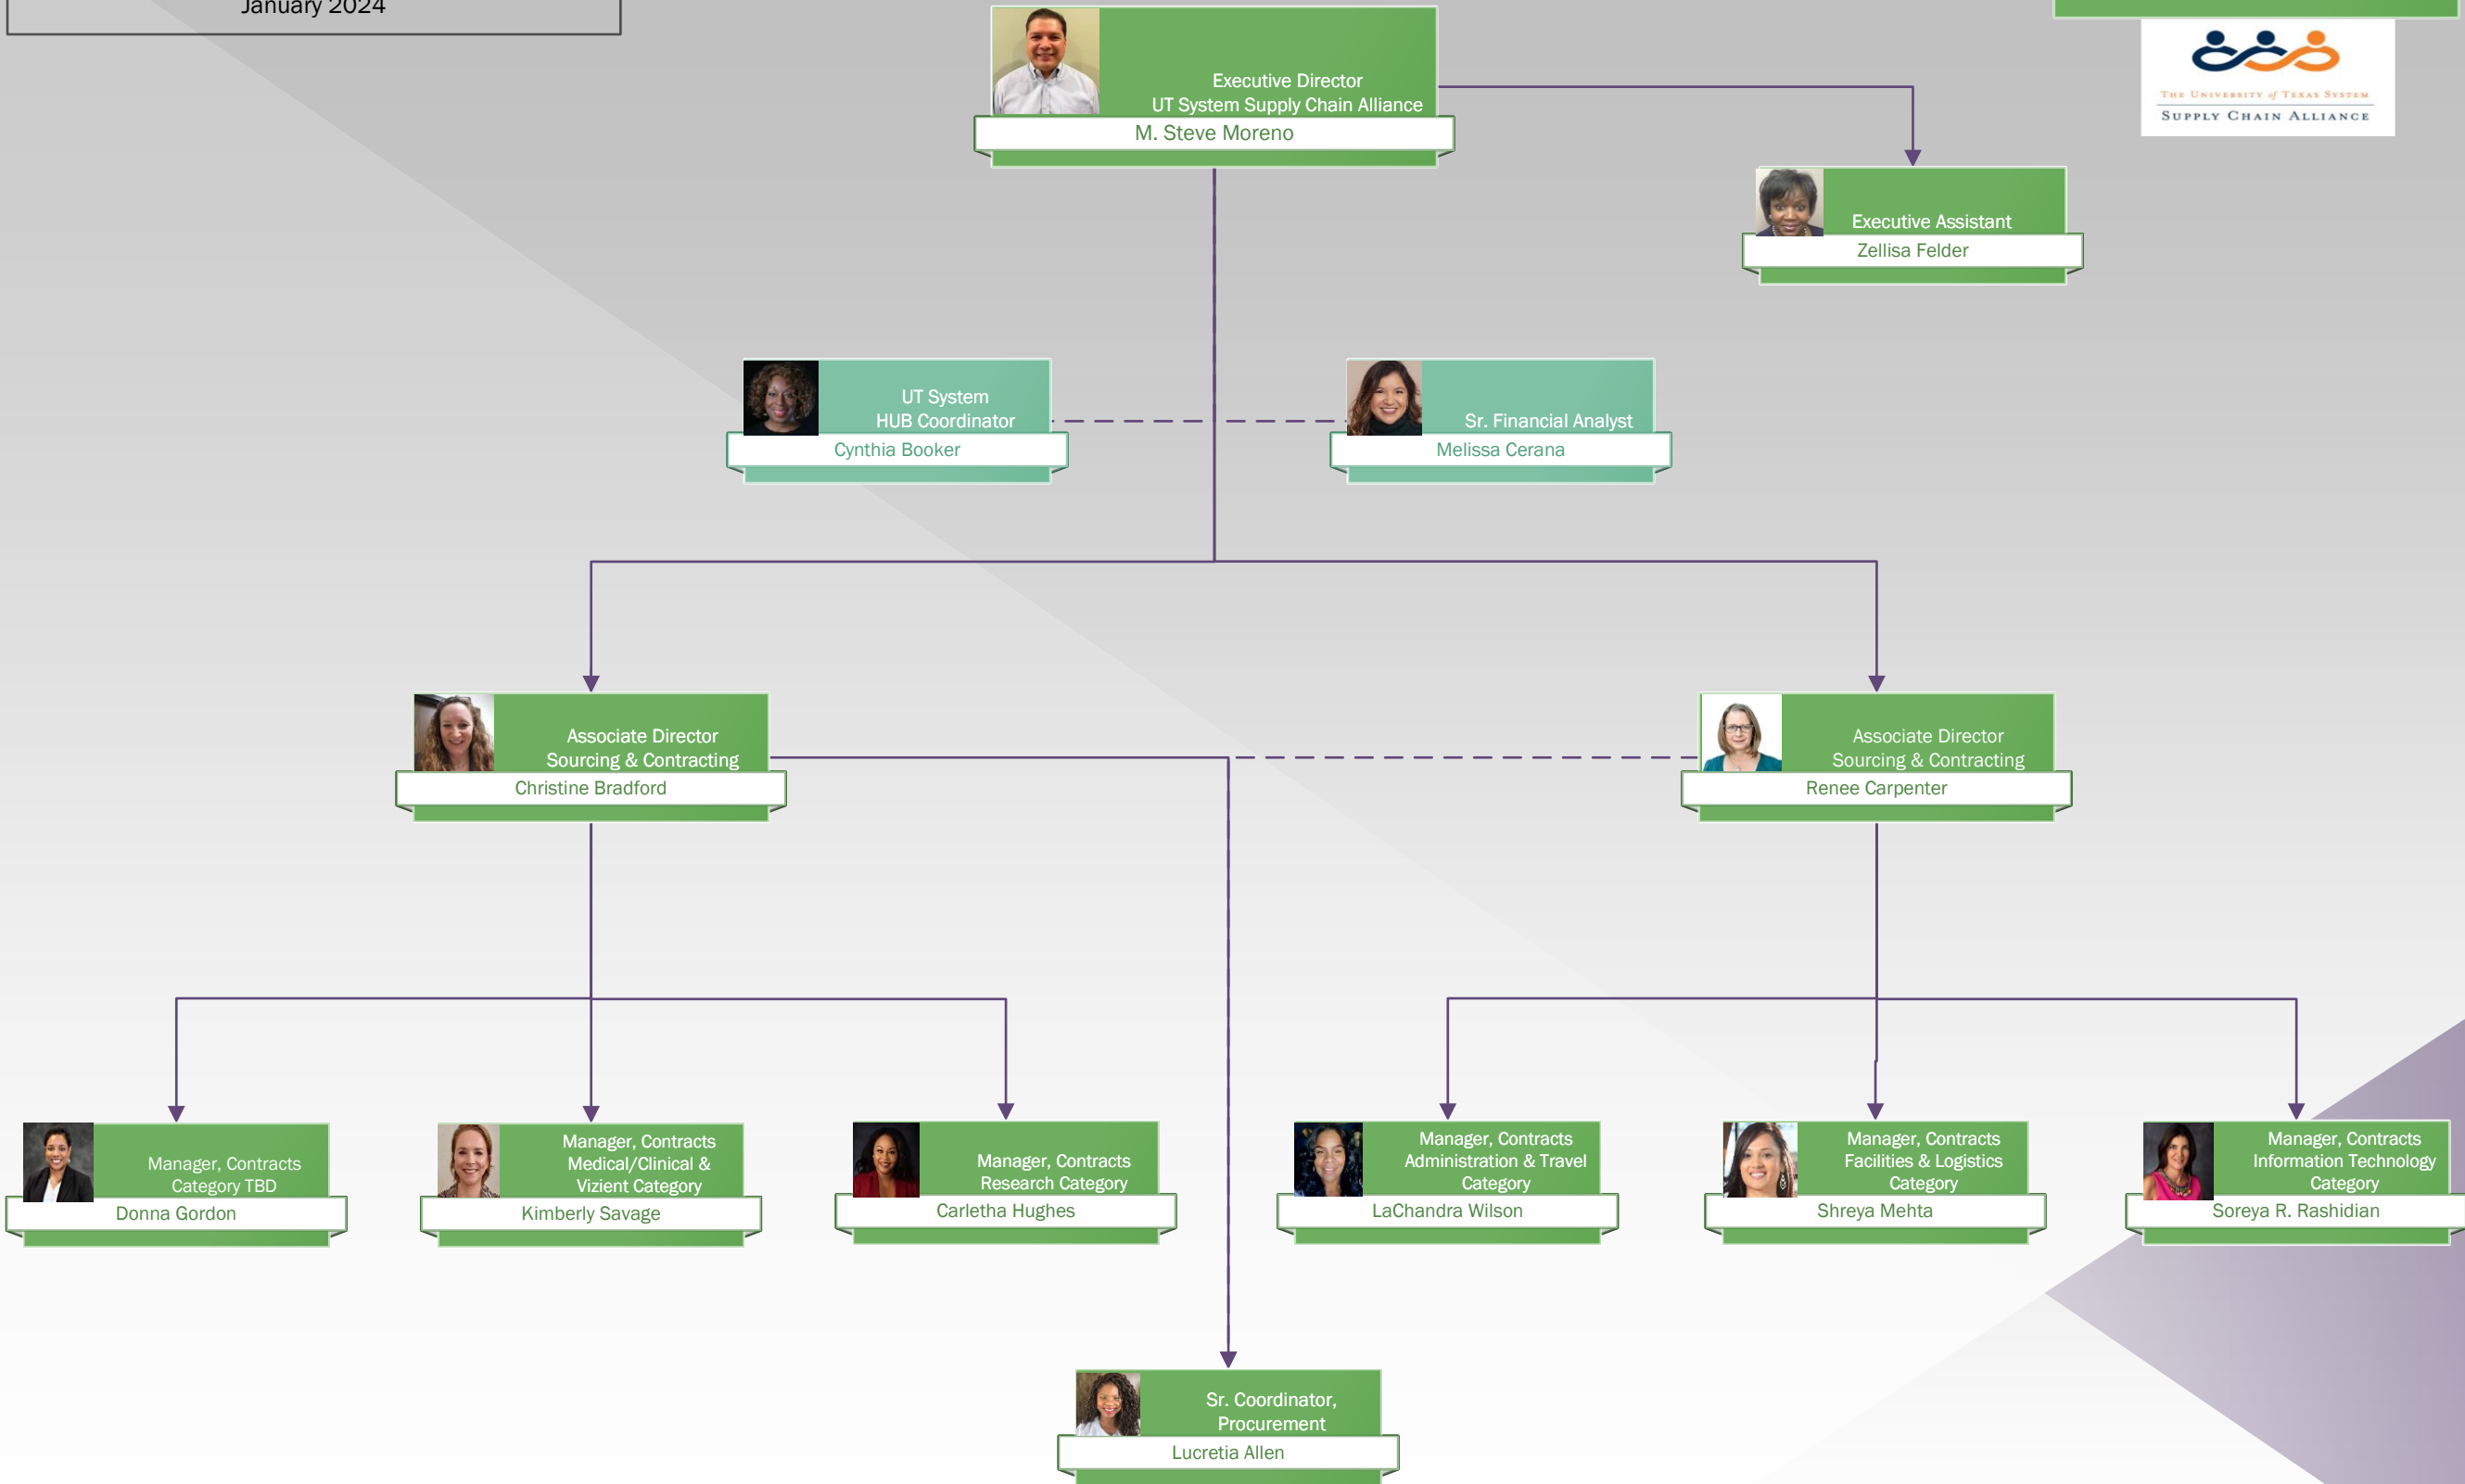 January 2024
Executive Director
UT System Supply Chain Alliance
M. Steve Moreno
THE UNIVERSITY of TEXAS SYSTEM
SUPPLY CHAIN ALLIANCE
Executive Assistant
Zellisa Felder
UT System
HUB Coordinator
Cynthia Booker
Sr. Financial Analyst
Melissa Cerana
Associate Director
Sourcing & Contracting
Christine Bradford
Associate Director
Sourcing & Contracting
Renee Carpenter
Manager, Contracts
Category TBD
Donna Gordon
Manager, Contracts
Medical/Clinical &
Vizient Category
Kimberly Savage
Manager, Contracts
Research Category
Carletha Hughes
Manager, Contracts
Administration & Travel
Category
LaChandra Wilson
Manager, Contracts
Facilities & Logistics
Category
Shreya Mehta
Manager, Contracts
Information Technology
Category
Soreya R. Rashidian
Sr. Coordinator,
Procurement
Lucretia Allen